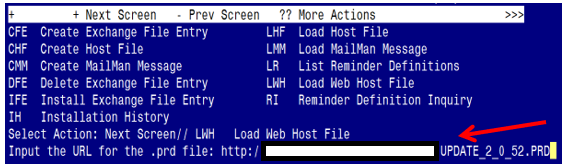 + + Next Screen - Prev Screen ?? More Actions >>>
CFE Create Exchange File Entry LHF Load Host File
CHF Create Host File LMM Load MailMan Message
CMM Create MailMan Message LR List Reminder Definitions
DFE Delete Exchange File Entry LWH Load Web Host File
IFE Install Exchange File Entry RI Reminder Definition Inquiry
IH Installation History
Select Action: Next Screen// LWH Load Web Host File
Input the URL for the .prd file: http:/ UPDATE_2_0_52.PRD